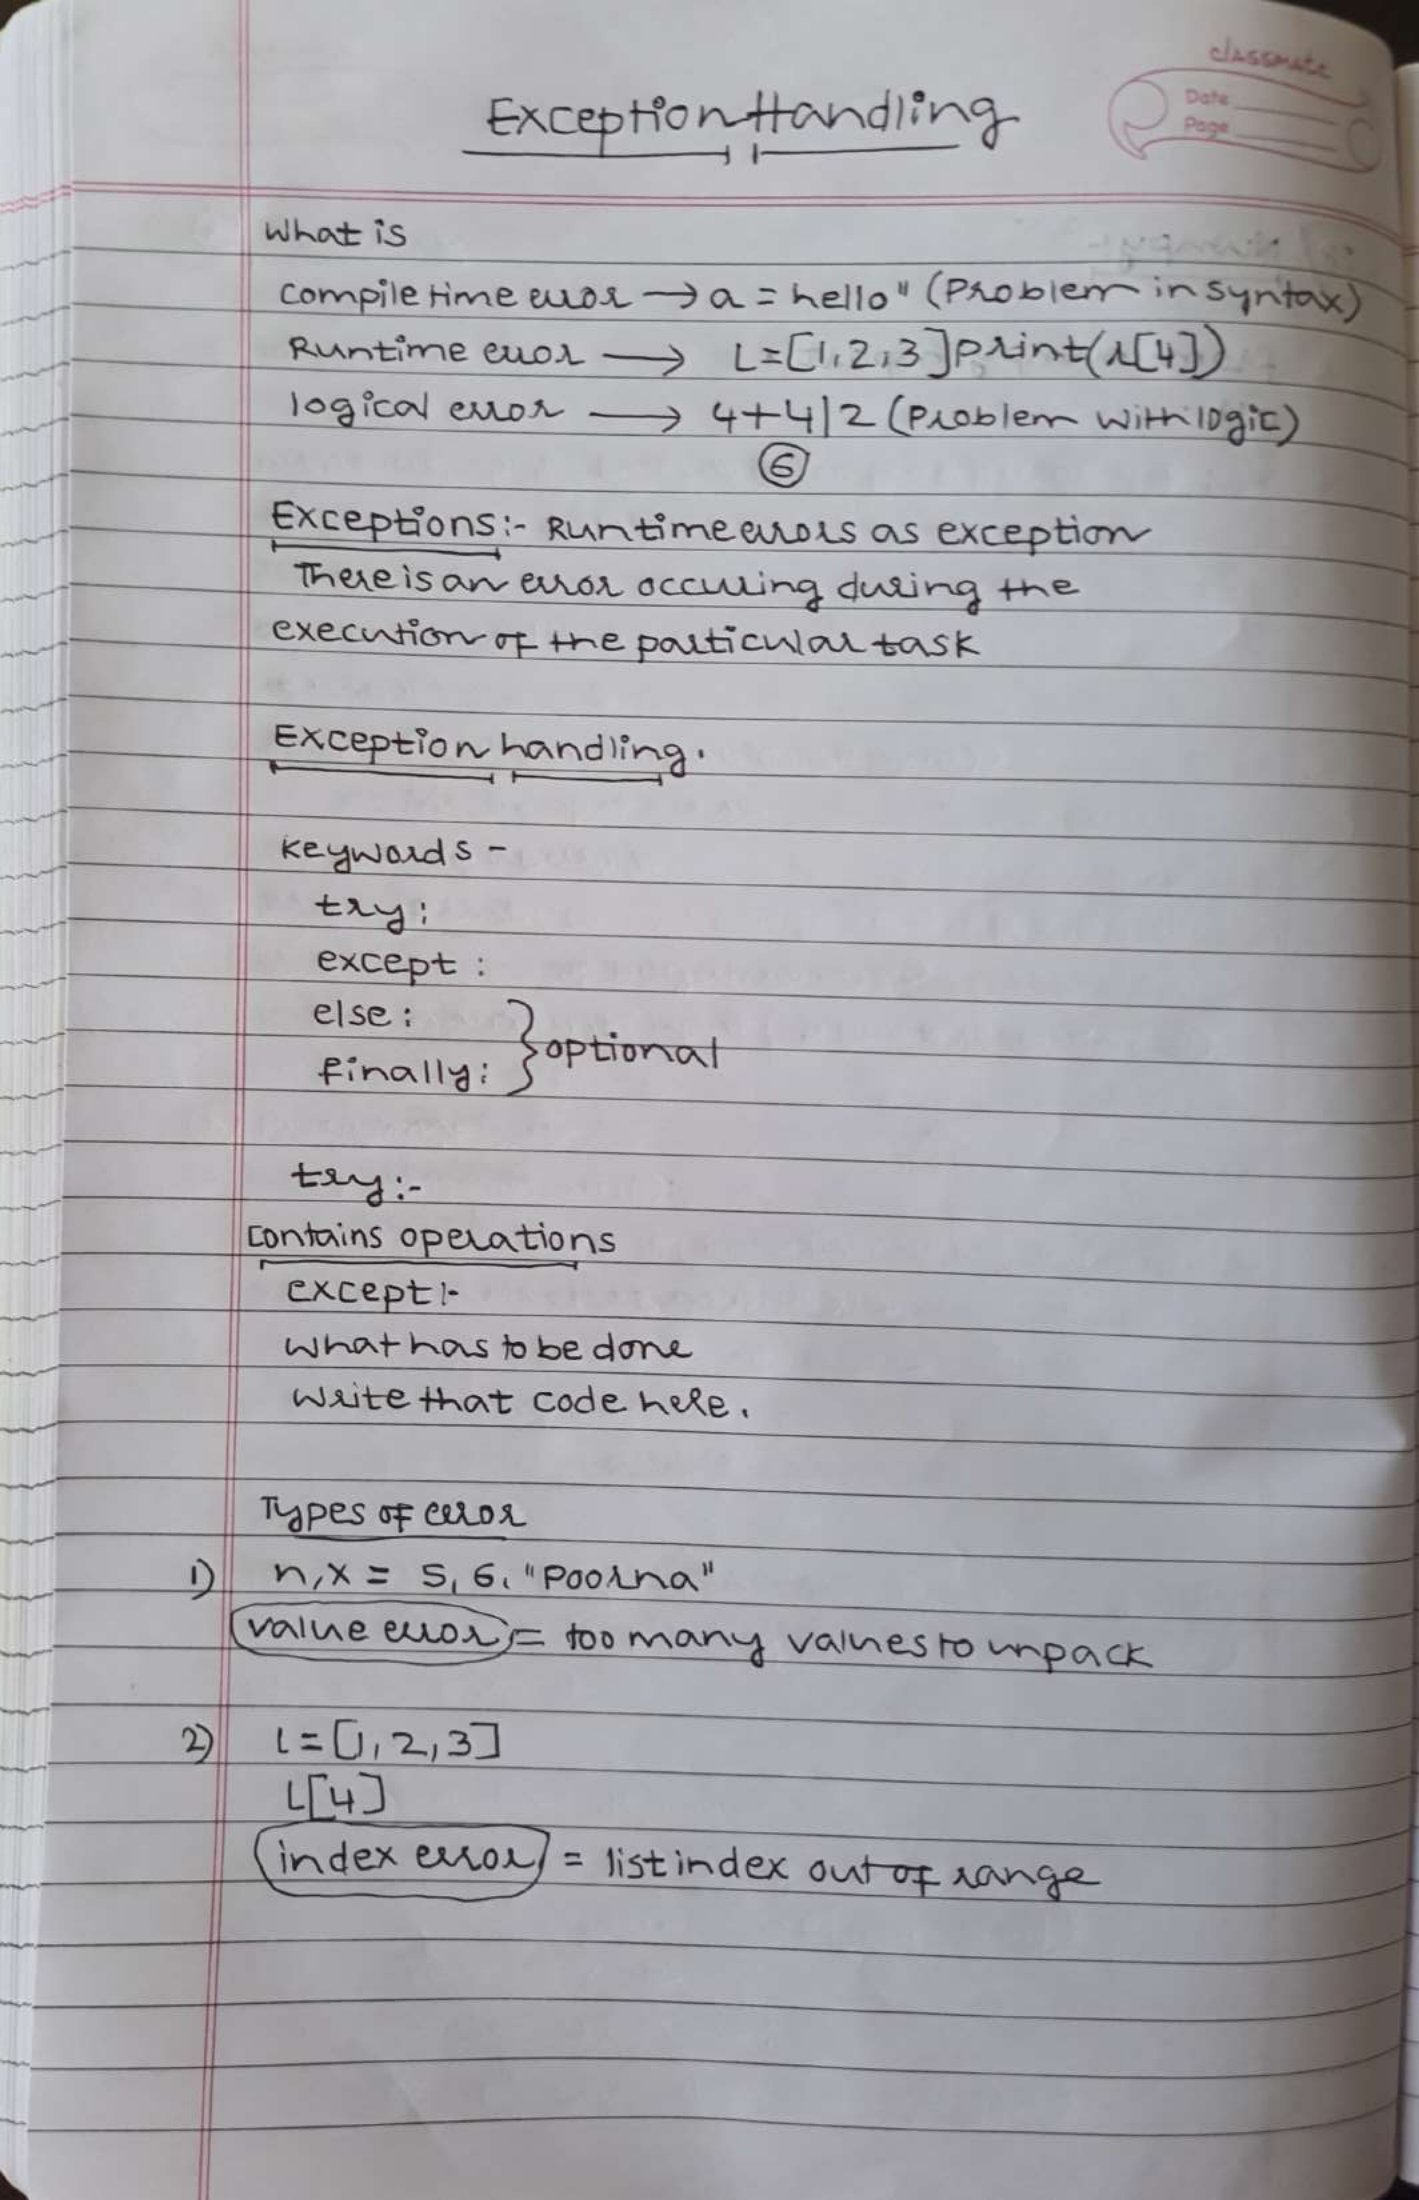 classmate
Date
Page
Exception Handling
What is
compile time error → a = hello" (Problem in syntax)
Runtime error → L=[1,2,3] print(l[4])
logical error → 4+4/2 (Problem with logic)
6
Exceptions:- Runtime errors as exception
There is an error occuring during the
execution of the particular task
Exception handling.
Keywords -
try:
except :
else:
finally:
} optional
try:-
Contains operations
except:-
what has to be done
write that code here.
Types of error
1) n,x = 5, 6, "Poorna"
value error = too many values to unpack
2) l=[1,2,3]
L[4]
index error = list index out of range